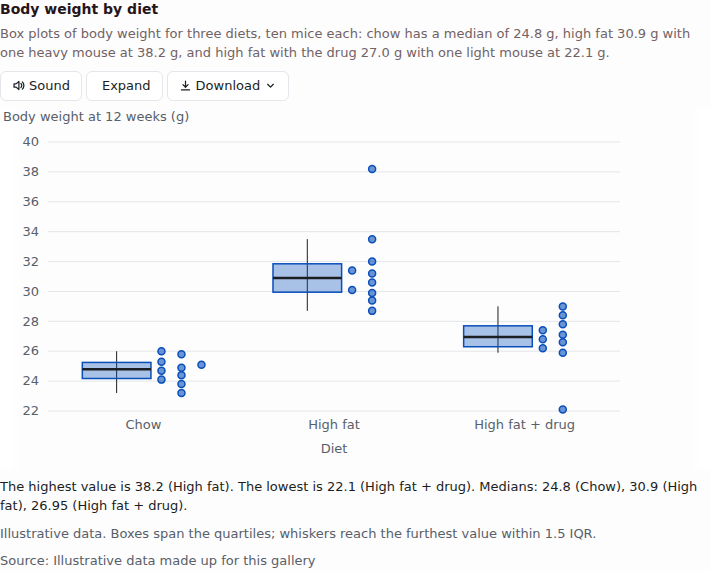 Body weight by diet
Box plots of body weight for three diets, ten mice each: chow has a median of 24.8 g, high fat 30.9 g with
one heavy mouse at 38.2 g, and high fat with the drug 27.0 g with one light mouse at 22.1 g.
Sound Expand Download
Body weight at 12 weeks (g)
40
38
36
34
32
30
28
26
24
22
Chow High fat High fat + drug
Diet
The highest value is 38.2 (High fat). The lowest is 22.1 (High fat + drug). Medians: 24.8 (Chow), 30.9 (High
fat), 26.95 (High fat + drug).
Illustrative data. Boxes span the quartiles; whiskers reach the furthest value within 1.5 IQR.
Source: Illustrative data made up for this gallery